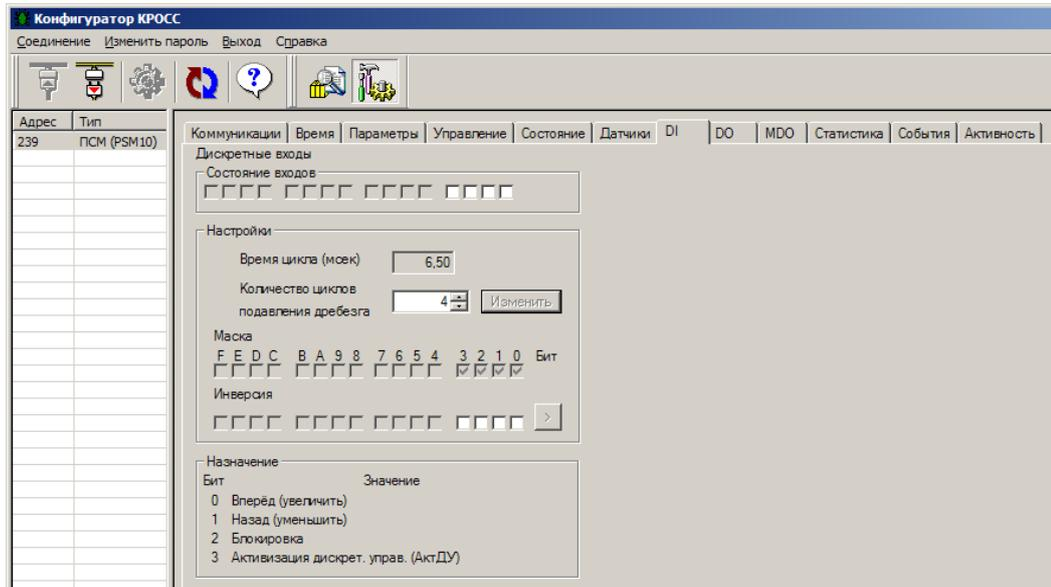 Конфигуратор КРОСС
Соединение Изменить пароль Выход Справка
Адрес Тип
239 ПСМ (PSM10)
Коммуникации Время Параметры Управление Состояние Датчики DI DO MDO Статистика События Активность
Дискретные входы
Состояние входов
Настройки
Время цикла (мсек) 6,50
Количество циклов
подавления дребезга 4 Изменить
Маска
F E D C B A 9 8 7 6 5 4 3 2 1 0 Бит
Инверсия
>
Назначение
Бит Значение
0 Вперёд (увеличить)
1 Назад (уменьшить)
2 Блокировка
3 Активизация дискрет. управ. (АктДУ)